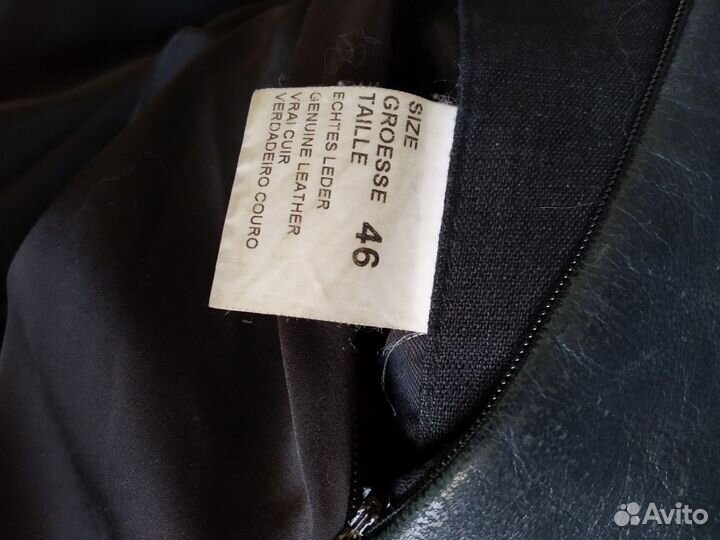 SIZE
GROESSE
TAILLE 46
ECHTES LEDER
GENUINE LEATHER
VRAI CUIR
VERDADEiRO COURO
Avito